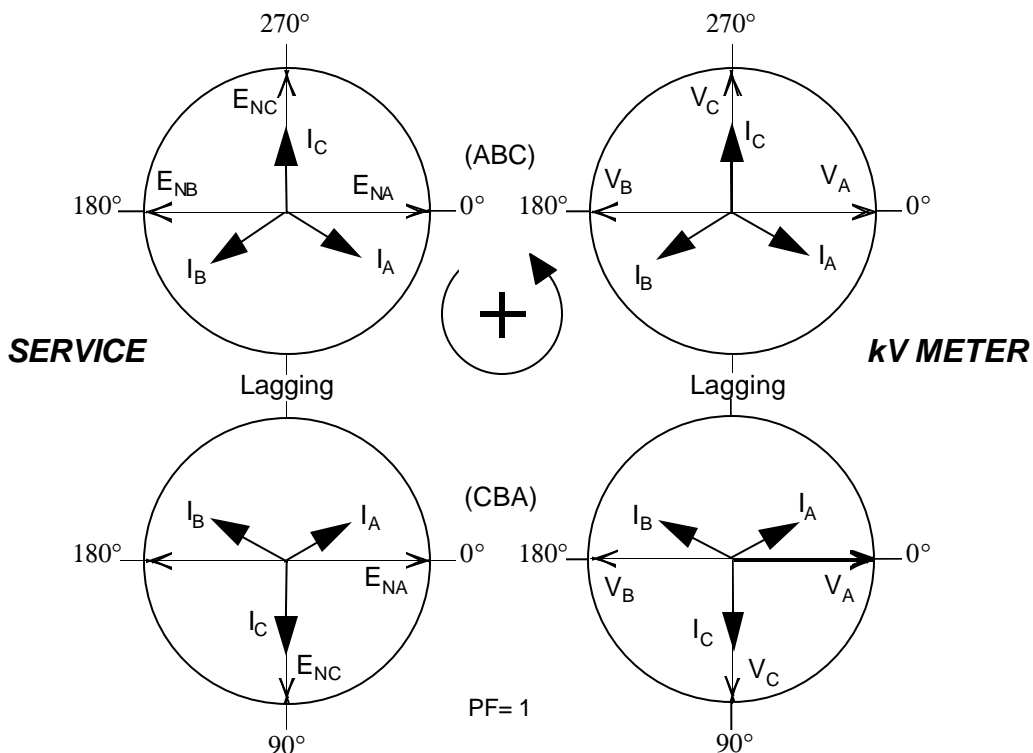 270° 270°
E_NC V_C
I_C (ABC) I_C
E_NB E_NA V_B V_A
180° 0° 180° 0°
I_B I_A I_B I_A
+
SERVICE kV METER
Lagging Lagging
(CBA)
I_B I_A I_B I_A
180° 0° 180° 0°
E_NA V_B V_A
I_C I_C
E_NC V_C
PF= 1
90° 90°